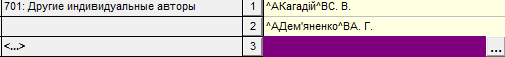 701: Другие индивидуальные авторы 1 ^AКагадій^BС. В.
2 ^AДем'яненко^BА. Г.
<...> 3 ...